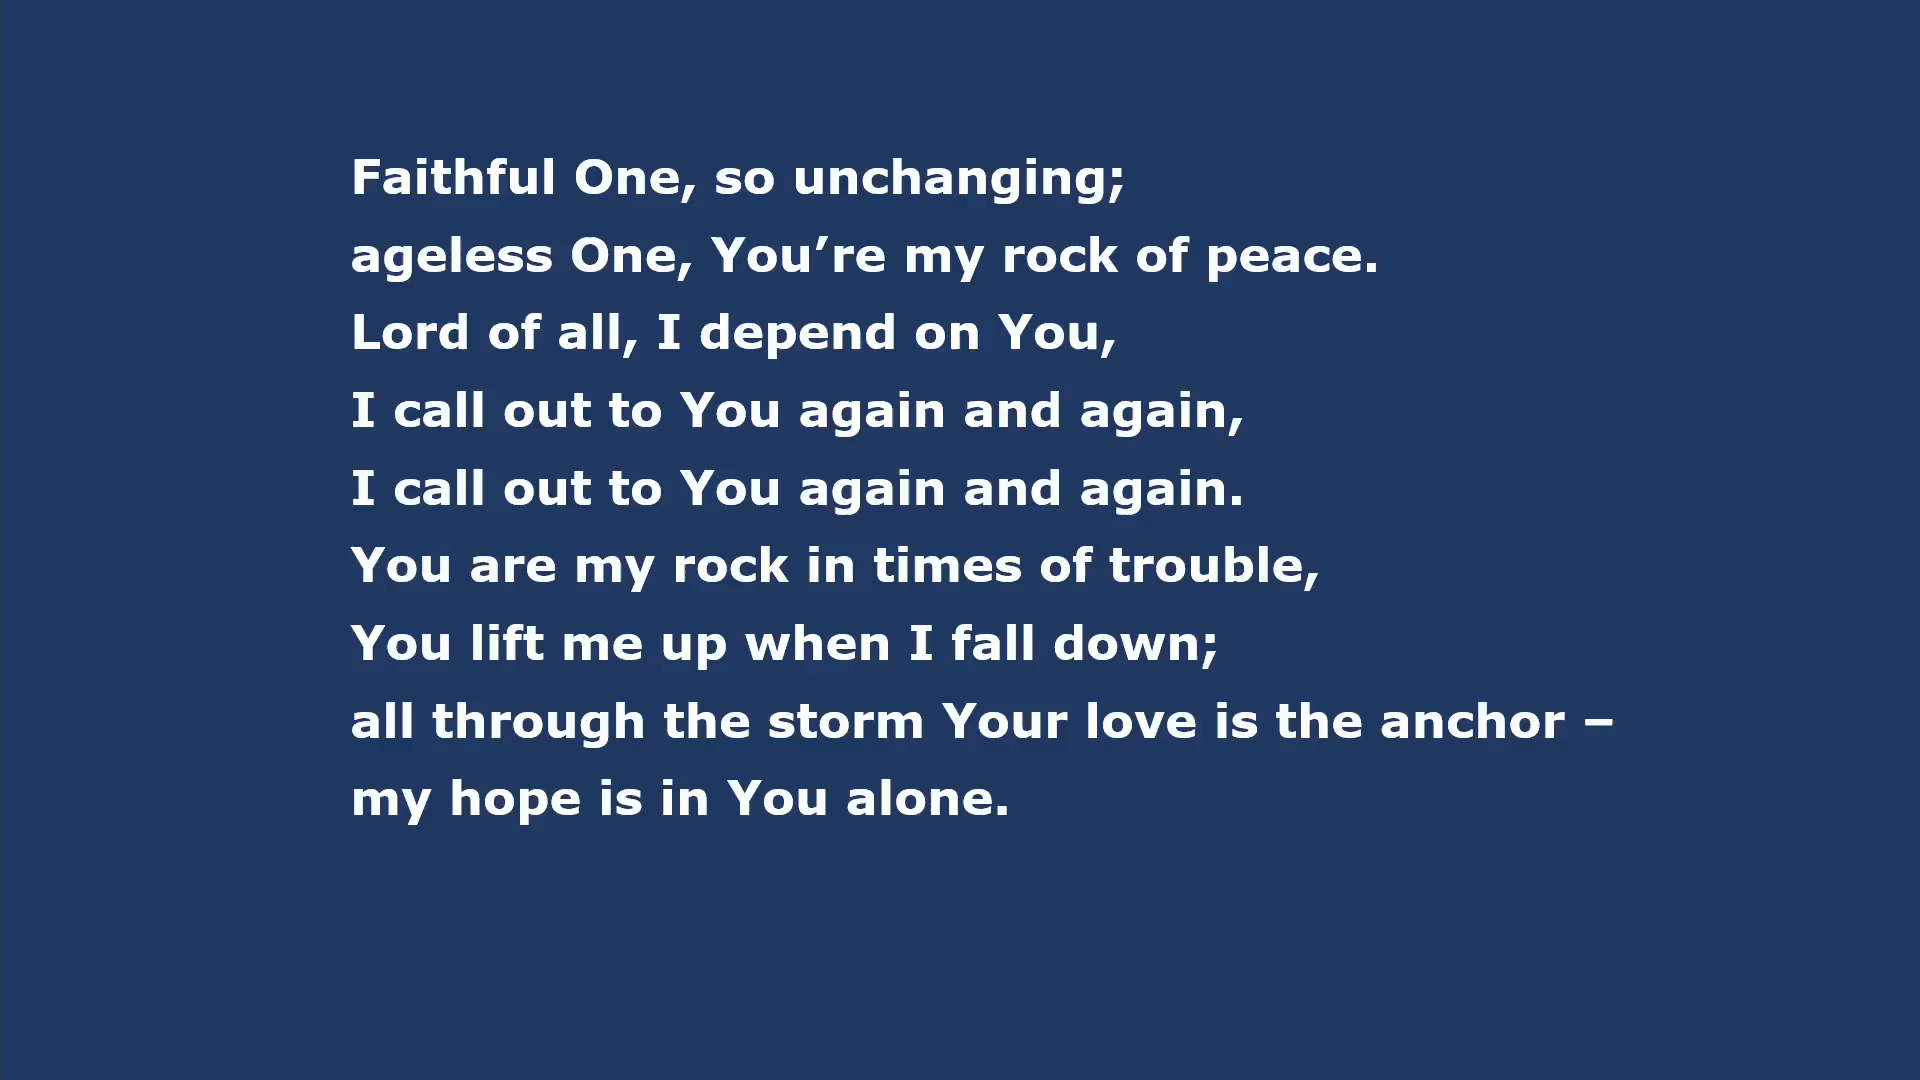 Faithful One, so unchanging;
ageless One, You’re my rock of peace.
Lord of all, I depend on You,
I call out to You again and again,
I call out to You again and again.
You are my rock in times of trouble,
You lift me up when I fall down;
all through the storm Your love is the anchor –
my hope is in You alone.